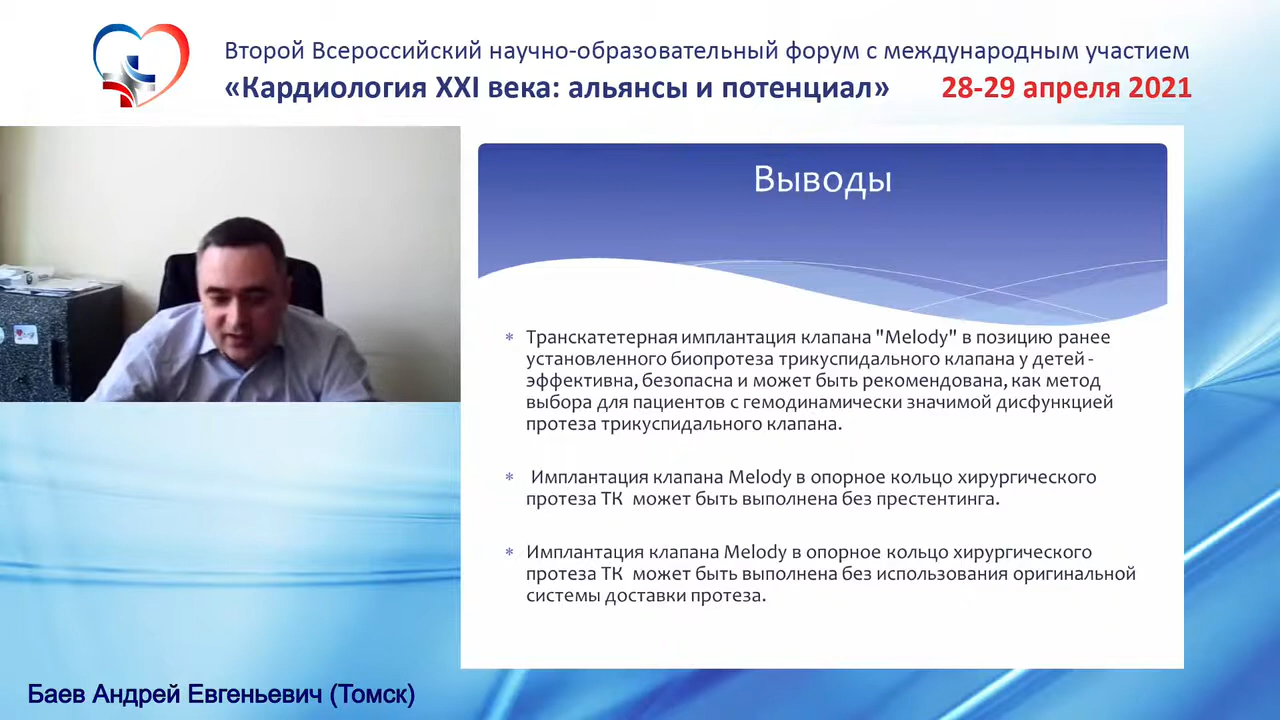 Второй Всероссийский научно-образовательный форум с международным участием
«Кардиология XXI века: альянсы и потенциал» 28-29 апреля 2021
Выводы
* Транскатетерная имплантация клапана "Melody" в позицию ранее
установленного биопротеза трикуспидального клапана у детей -
эффективна, безопасна и может быть рекомендована, как метод
выбора для пациентов с гемодинамически значимой дисфункцией
протеза трикуспидального клапана.
* Имплантация клапана Melody в опорное кольцо хирургического
протеза ТК может быть выполнена без престентинга.
* Имплантация клапана Melody в опорное кольцо хирургического
протеза ТК может быть выполнена без использования оригинальной
системы доставки протеза.
Баев Андрей Евгеньевич (Томск)